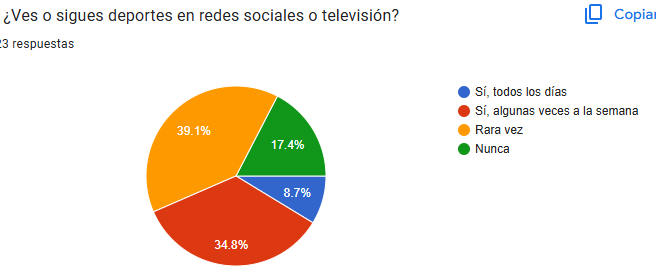 ¿Ves o sigues deportes en redes sociales o televisión?
Copiar
23 respuestas
Sí, todos los días
Sí, algunas veces a la semana
Rara vez
Nunca
39.1%
17.4%
8.7%
34.8%